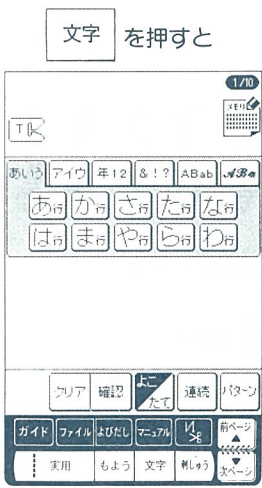 文字 を押すと
1/10
メモリ
あいう アイウ 年12 &!? ABab ABa
あ行 か行 さ行 た行 な行
は行 ま行 や行 ら行 わ行
クリア 確認 よこ たて 連続 パターン
ガイド ファイル よびだし マニュアル 前ページ
実用 もよう 文字 刺しゅう 次ページ